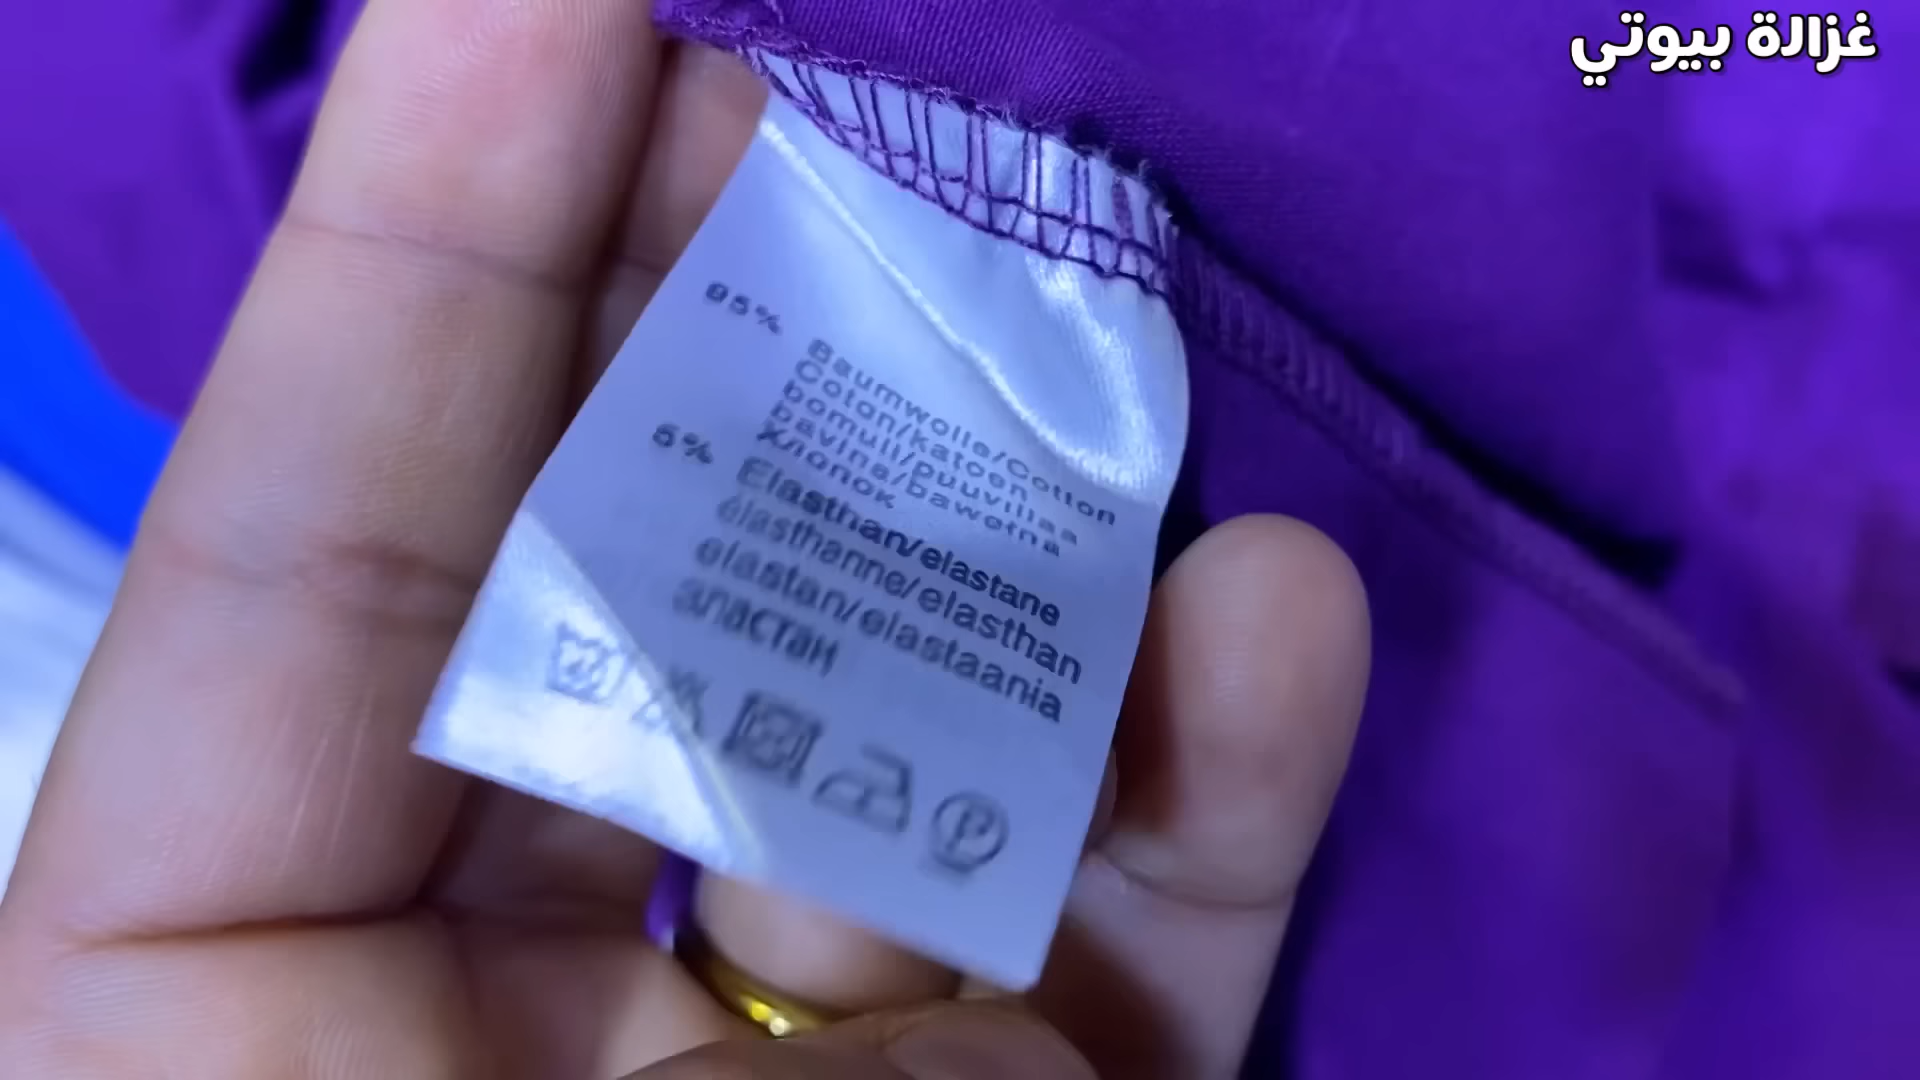 غزالة بيوتي
95% Baumwolle/Cotton
Coton/katoen
bomuli/puuvillaa
bavlna/bawełna
Хлопок
5% Elasthan/elastane
élasthanne/elasthan
elastan/elastaania
эластан